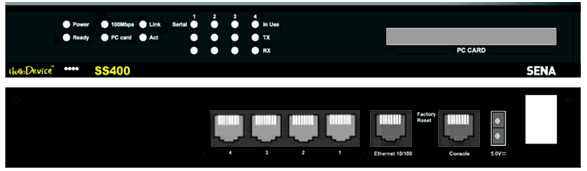 1 2 3 4
Power 100Mbps Link Serial In Use
Ready PC card Act TX
RX
PC CARD
HelloDevice™ SS400 SENA
Factory
Reset
4 3 2 1 Ethernet 10/100 Console 5.0V⎓